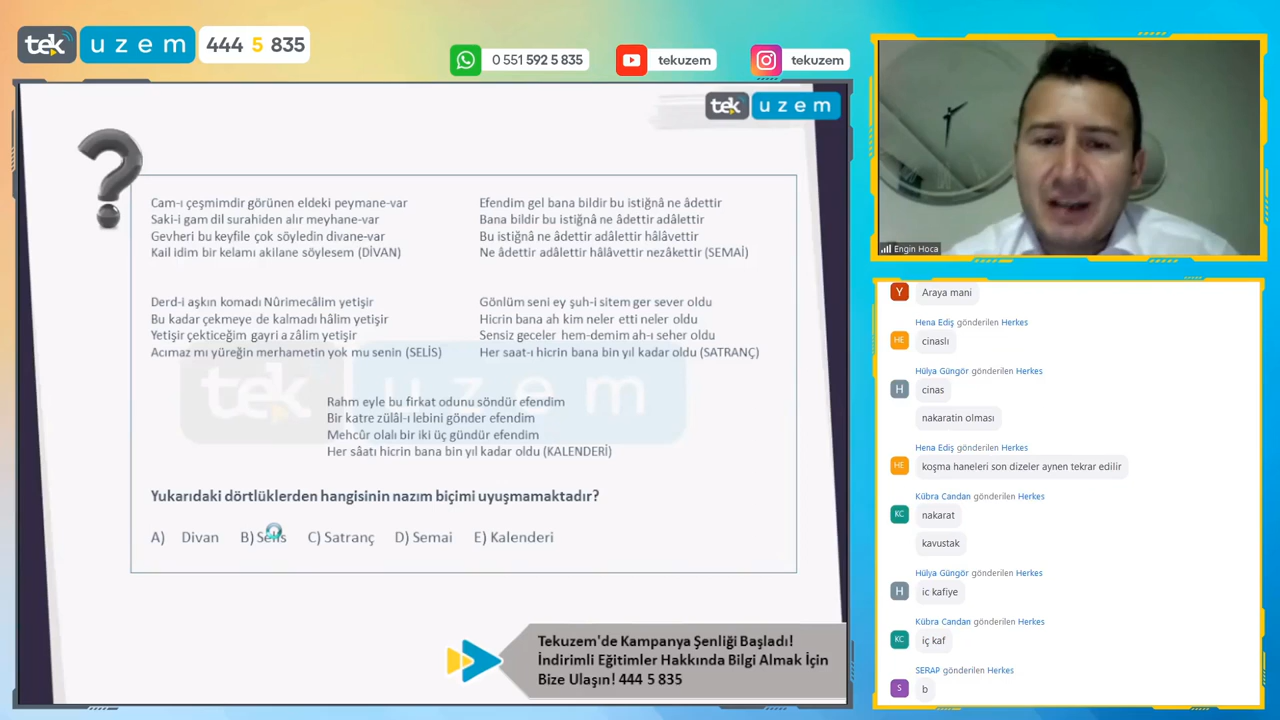 tek uzem 444 5 835
0 551 592 5 835
tekuzem
tekuzem
tek uzem
Cam-ı çeşmimdir görünen eldeki peymane-var
Saki-i gam dil surahiden alır meyhane-var
Gevheri bu keyfile çok söyledin divane-var
Kail idim bir kelamı akilane söylesem (DİVAN)
Efendim gel bana bildir bu istiğnâ ne âdettir
Bana bildir bu istiğnâ ne âdettir adâlettir
Bu istiğnâ ne âdettir adâlettir hâlâvettir
Ne âdettir adâlettir hâlâvettir nezâkettir (SEMAİ)
Derd-i aşkın komadı Nûrimecâlim yetişir
Bu kadar çekmeye de kalmadı hâlim yetişir
Yetişir çekticeğim gayri a zâlim yetişir
Acımaz mı yüreğin merhametin yok mu senin (SELİS)
Gönlüm seni ey şuh-i sitem ger sever oldu
Hicrin bana ah kim neler etti neler oldu
Sensiz geceler hem-demim ah-ı seher oldu
Her saat-ı hicrin bana bin yıl kadar oldu (SATRANÇ)
tek uzem
Rahm eyle bu firkat odunu söndür efendim
Bir katre zülâl-ı lebini gönder efendim
Mehcûr olalı bir iki üç gündür efendim
Her sâatı hicrin bana bin yıl kadar oldu (KALENDERİ)
Yukarıdaki dörtlüklerden hangisinin nazım biçimi uyuşmamaktadır?
A) Divan B) Selis C) Satranç D) Semai E) Kalenderi
Tekuzem'de Kampanya Şenliği Başladı!
İndirimli Eğitimler Hakkında Bilgi Almak İçin
Bize Ulaşın! 444 5 835
Engin Hoca
Y
Araya mani
Hena Ediş gönderilen Herkes
HE
cinaslı
Hülya Güngör gönderilen Herkes
H
cinas
nakaratin olması
Hena Ediş gönderilen Herkes
HE
koşma haneleri son dizeler aynen tekrar edilir
Kübra Candan gönderilen Herkes
KC
nakarat
kavustak
Hülya Güngör gönderilen Herkes
H
ic kafiye
Kübra Candan gönderilen Herkes
KC
iç kaf
SERAP gönderilen Herkes
S
b